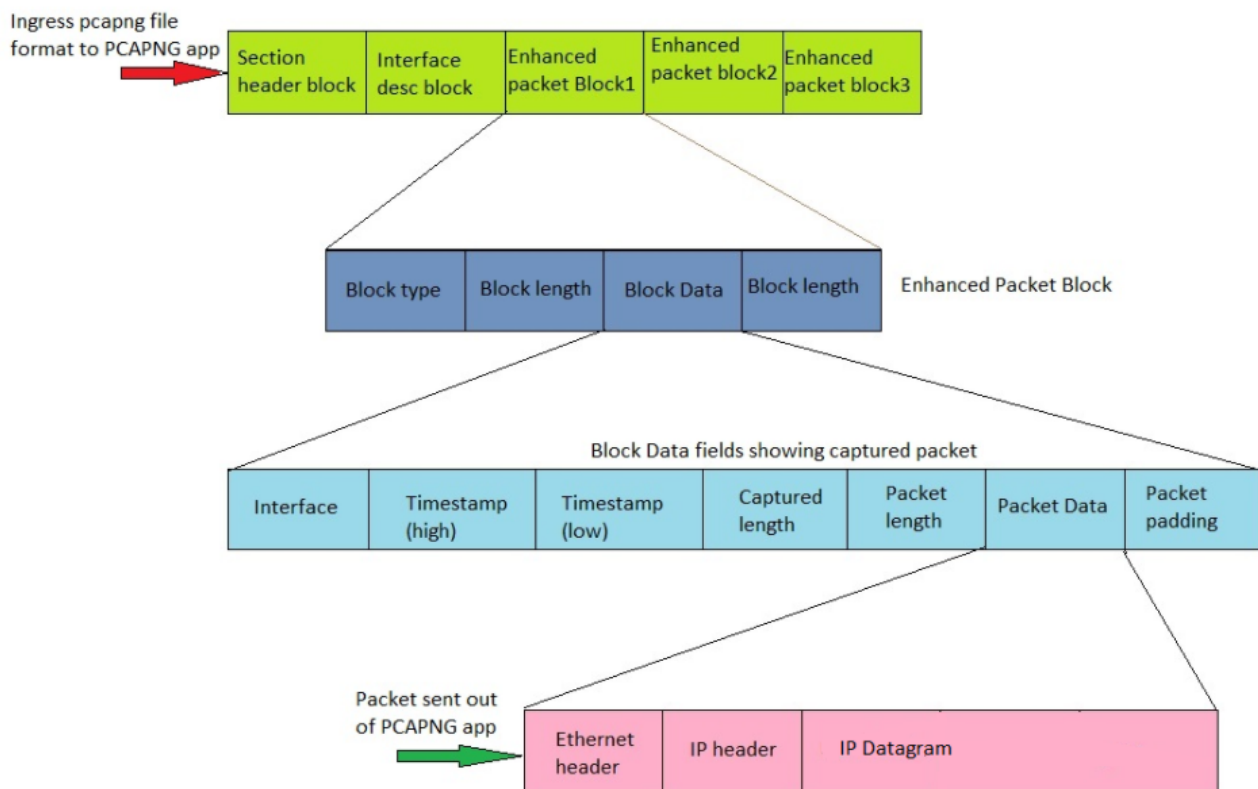 Ingress pcapng file
format to PCAPNG app
Section
header block
Interface
desc block
Enhanced
packet Block1
Enhanced
packet block2
Enhanced
packet block3
Block type
Block length
Block Data
Block length
Enhanced Packet Block
Block Data fields showing captured packet
Interface
Timestamp
(high)
Timestamp
(low)
Captured
length
Packet
length
Packet Data
Packet
padding
Packet sent out
of PCAPNG app
Ethernet
header
IP header
IP Datagram